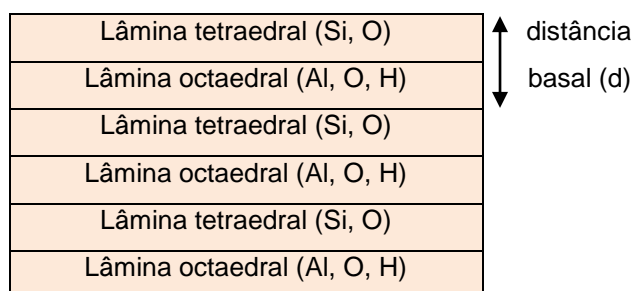 Lâmina tetraedral (Si, O)
distância
Lâmina octaedral (Al, O, H)
basal (d)
Lâmina tetraedral (Si, O)
Lâmina octaedral (Al, O, H)
Lâmina tetraedral (Si, O)
Lâmina octaedral (Al, O, H)